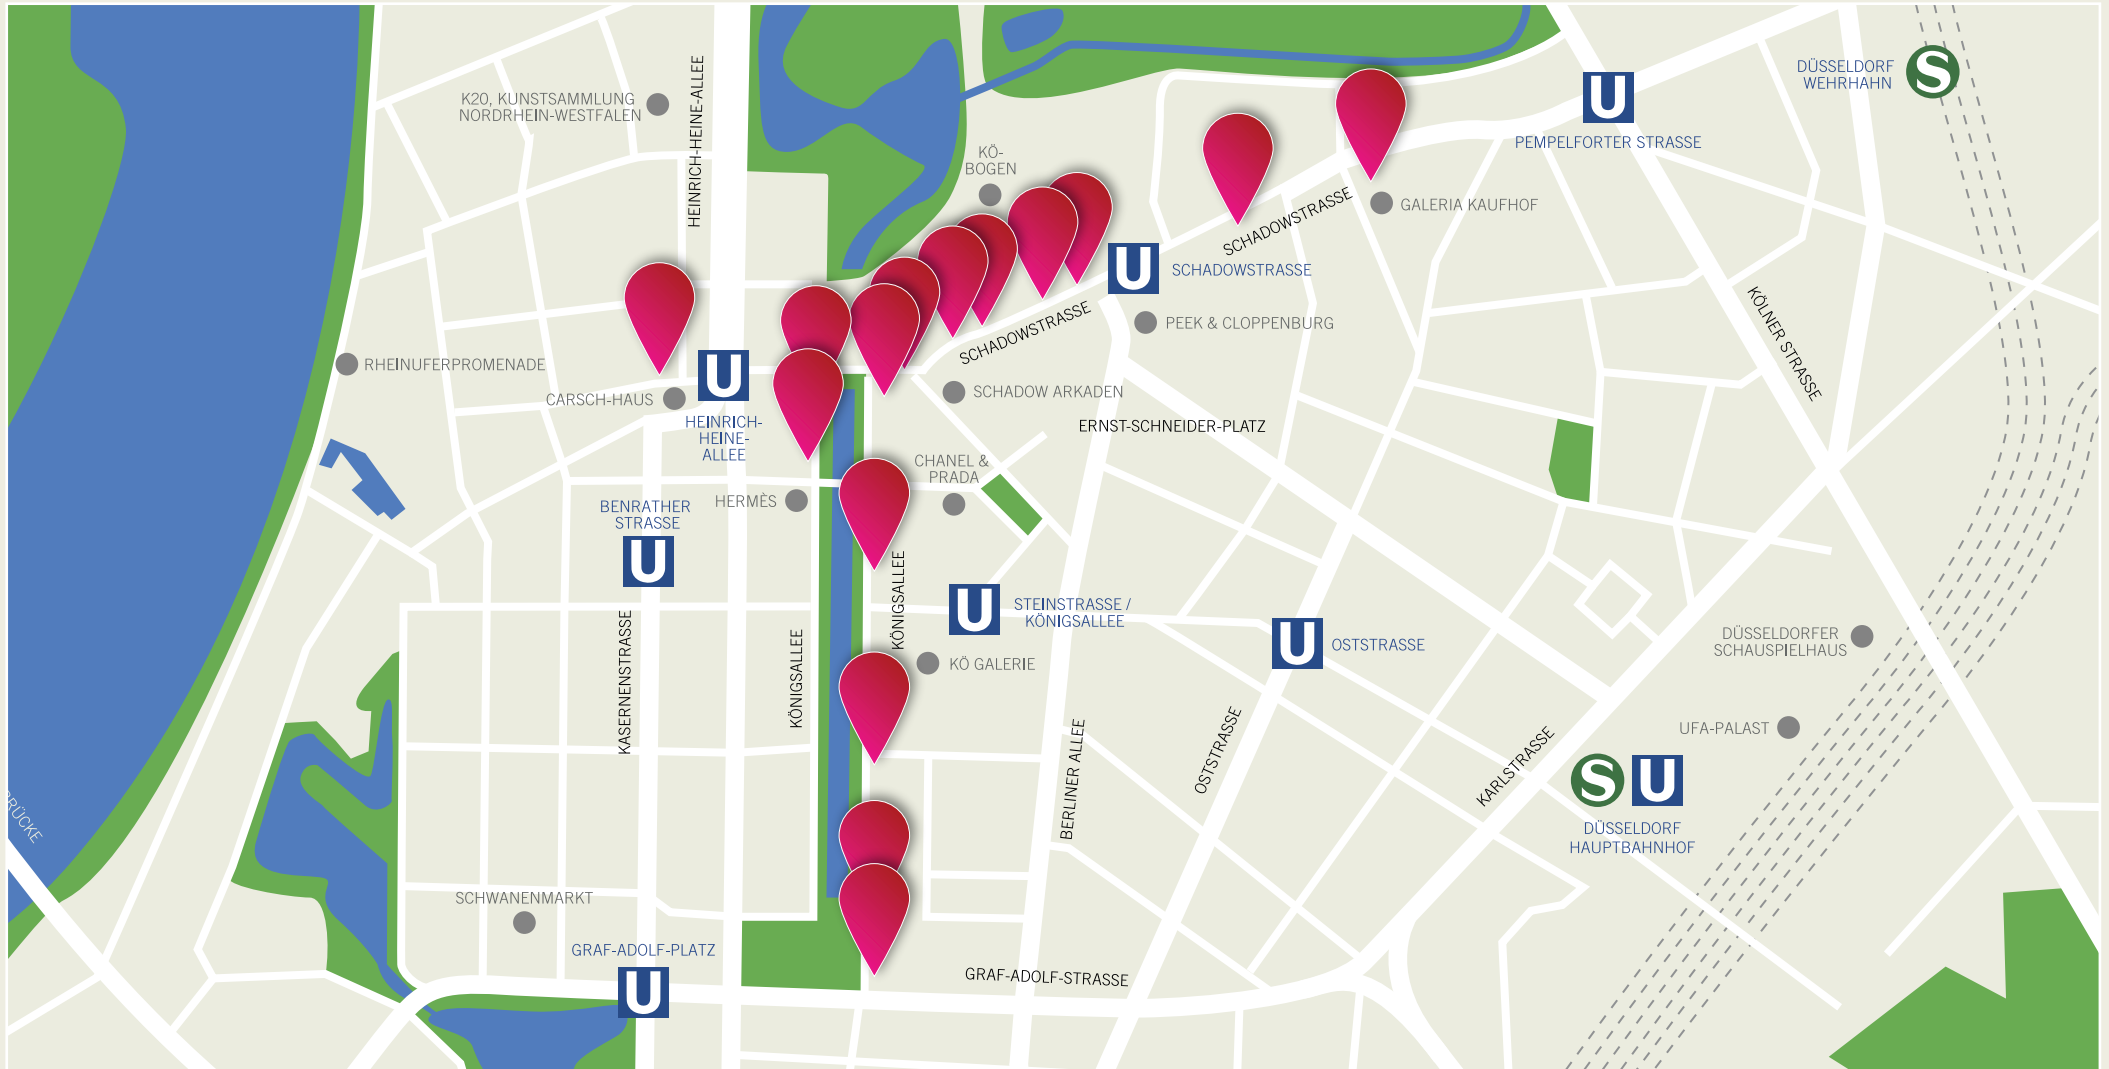 DÜSSELDORF
WEHRHAHN
S
U
PEMPELFORTER STRASSE
K20, KUNSTSAMMLUNG
NORDRHEIN-WESTFALEN
HEINRICH-HEINE-ALLEE
KÖ-
BOGEN
GALERIA KAUFHOF
SCHADOWSTRASSE
U
SCHADOWSTRASSE
SCHADOWSTRASSE
PEEK & CLOPPENBURG
KÖLNER STRASSE
RHEINUFERPROMENADE
CARSCH-HAUS
U
HEINRICH-
HEINE-
ALLEE
SCHADOW ARKADEN
ERNST-SCHNEIDER-PLATZ
CHANEL &
PRADA
HERMÈS
BENRATHER
STRASSE
U
KÖNIGSALLEE
U
STEINSTRASSE /
KÖNIGSALLEE
U
OSTSTRASSE
KÖ GALERIE
KASERNENSTRASSE
KÖNIGSALLEE
DÜSSELDORFER
SCHAUSPIELHAUS
UFA-PALAST
BERLINER ALLEE
OSTSTRASSE
KARLSTRASSE
S
U
DÜSSELDORF
HAUPTBAHNHOF
BRÜCKE
SCHWANENMARKT
GRAF-ADOLF-PLATZ
U
GRAF-ADOLF-STRASSE